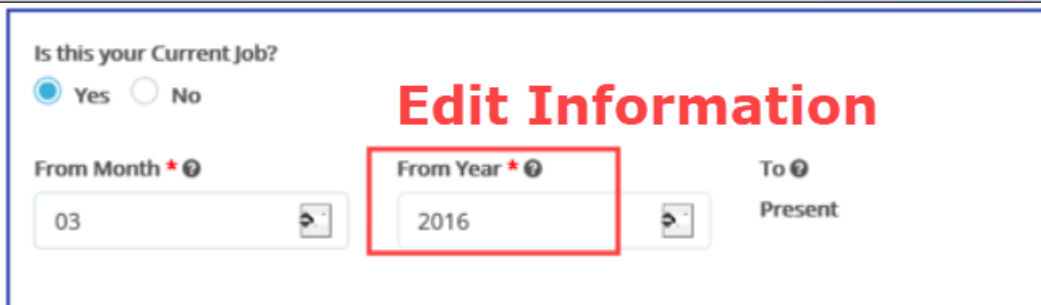 Is this your Current Job?
Yes No
Edit Information
From Month * From Year * To
03 2016 Present